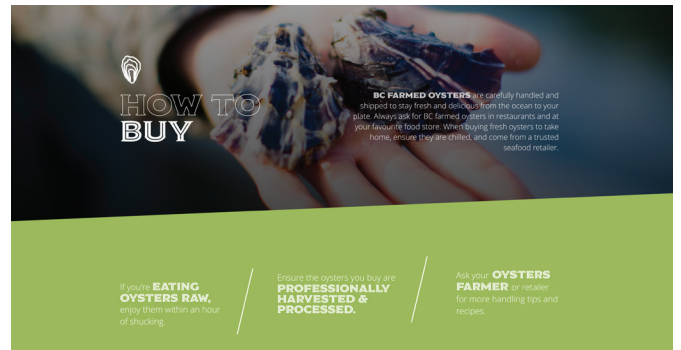 HOW TO
BUY
BC FARMED OYSTERS are carefully handled and
shipped to stay fresh and delicious from the ocean to your
plate. Always ask for BC farmed oysters in restaurants and at
your favourite food store. When buying fresh oysters to take
home, ensure they are chilled, and come from a trusted
seafood retailer.
If you're EATING
OYSTERS RAW,
enjoy them within an hour
of shucking.
Ensure the oysters you buy are
PROFESSIONALLY
HARVESTED &
PROCESSED.
Ask your OYSTERS
FARMER or retailer
for more handling tips and
recipes.